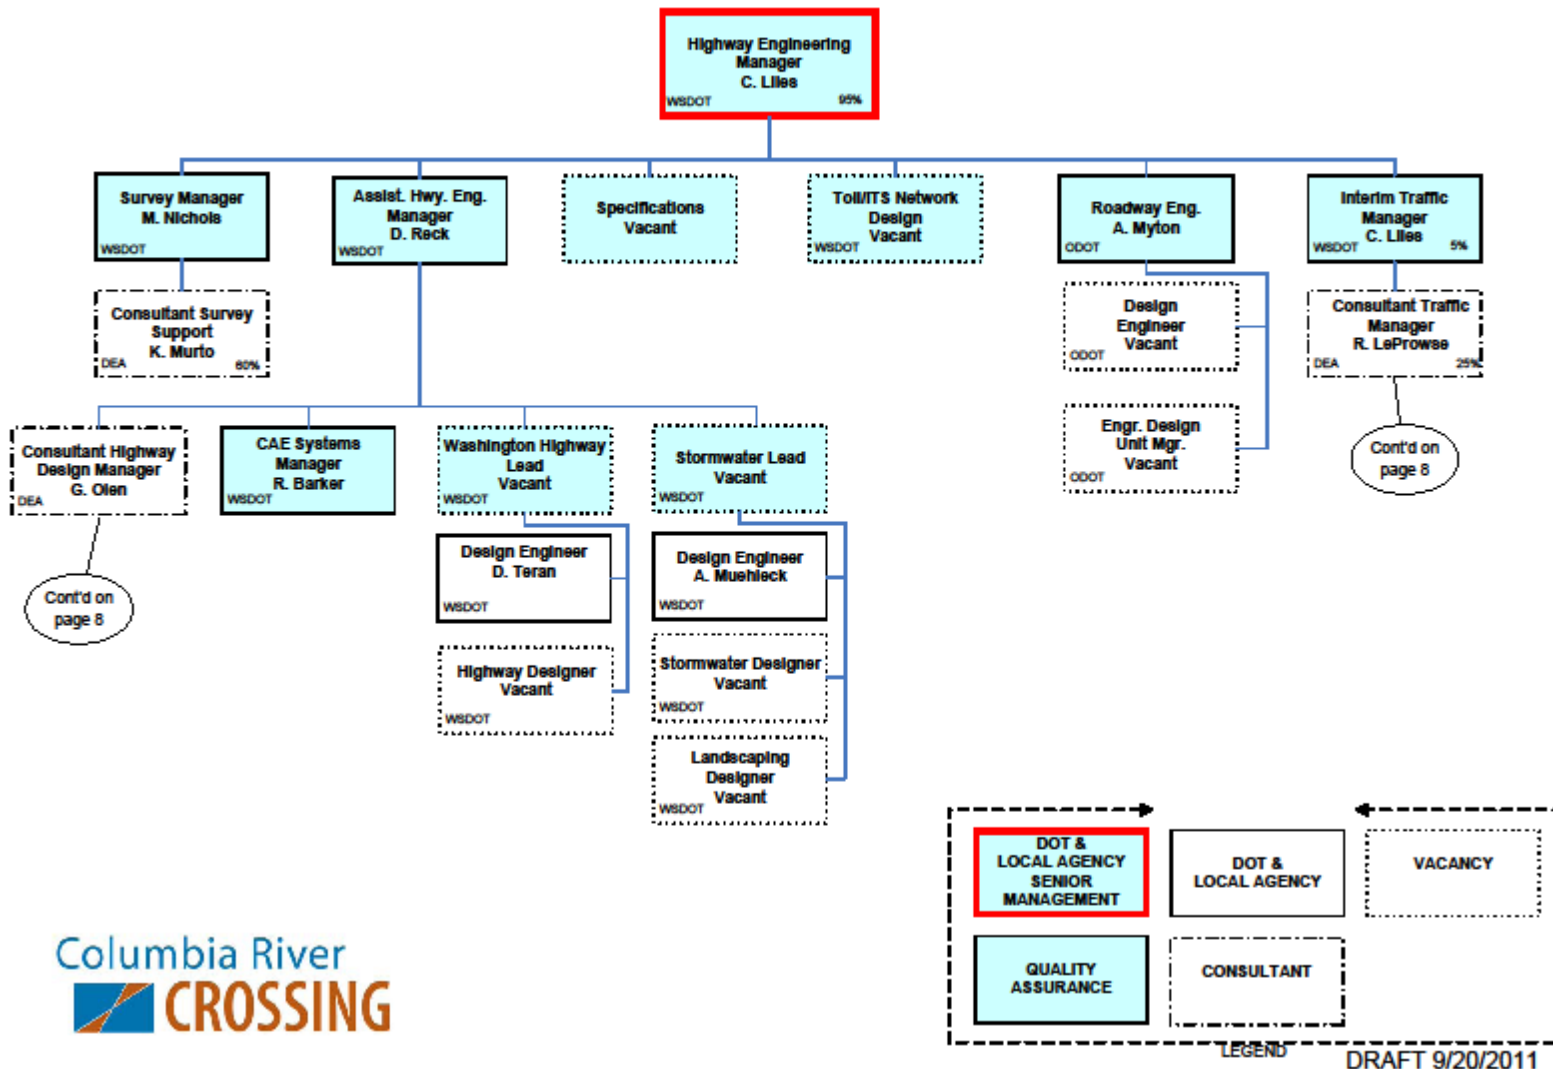 Highway Engineering
Manager
C. Liles
WSDOT 95%
Survey Manager
M. Nichols
WSDOT
Assist. Hwy. Eng.
Manager
D. Reck
WSDOT
Specifications
Vacant
Toll/ITS Network
Design
Vacant
WSDOT
Roadway Eng.
A. Myton
ODOT
Interim Traffic
Manager
C. Liles
WSDOT 5%
Consultant Survey
Support
K. Murto
DEA 60%
Design
Engineer
Vacant
ODOT
Consultant Traffic
Manager
R. LeProwse
DEA 25%
Consultant Highway
Design Manager
G. Olen
DEA
CAE Systems
Manager
R. Barker
WSDOT
Washington Highway
Lead
Vacant
WSDOT
Stormwater Lead
Vacant
WSDOT
Engr. Design
Unit Mgr.
Vacant
ODOT
Cont'd on
page 8
Cont'd on
page 8
Design Engineer
D. Teran
WSDOT
Design Engineer
A. Muehleck
WSDOT
Highway Designer
Vacant
WSDOT
Stormwater Designer
Vacant
WSDOT
Landscaping
Designer
Vacant
WSDOT
DOT &
LOCAL AGENCY
SENIOR
MANAGEMENT
DOT &
LOCAL AGENCY
VACANCY
QUALITY
ASSURANCE
CONSULTANT
LEGEND
DRAFT 9/20/2011
Columbia River
CROSSING